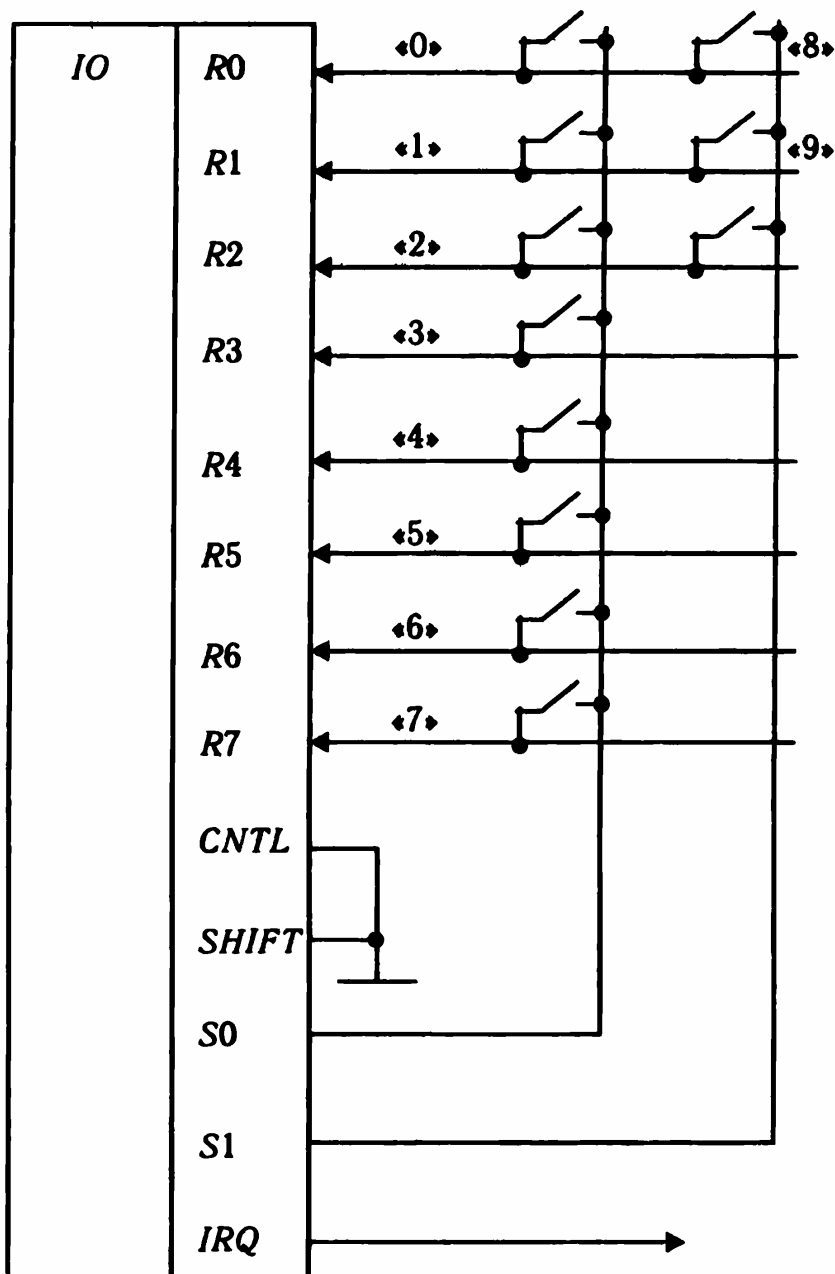 IO R0 «0» «8»
R1 «1» «9»
R2 «2»
R3 «3»
R4 «4»
R5 «5»
R6 «6»
R7 «7»
CNTL
SHIFT
S0
S1
IRQ